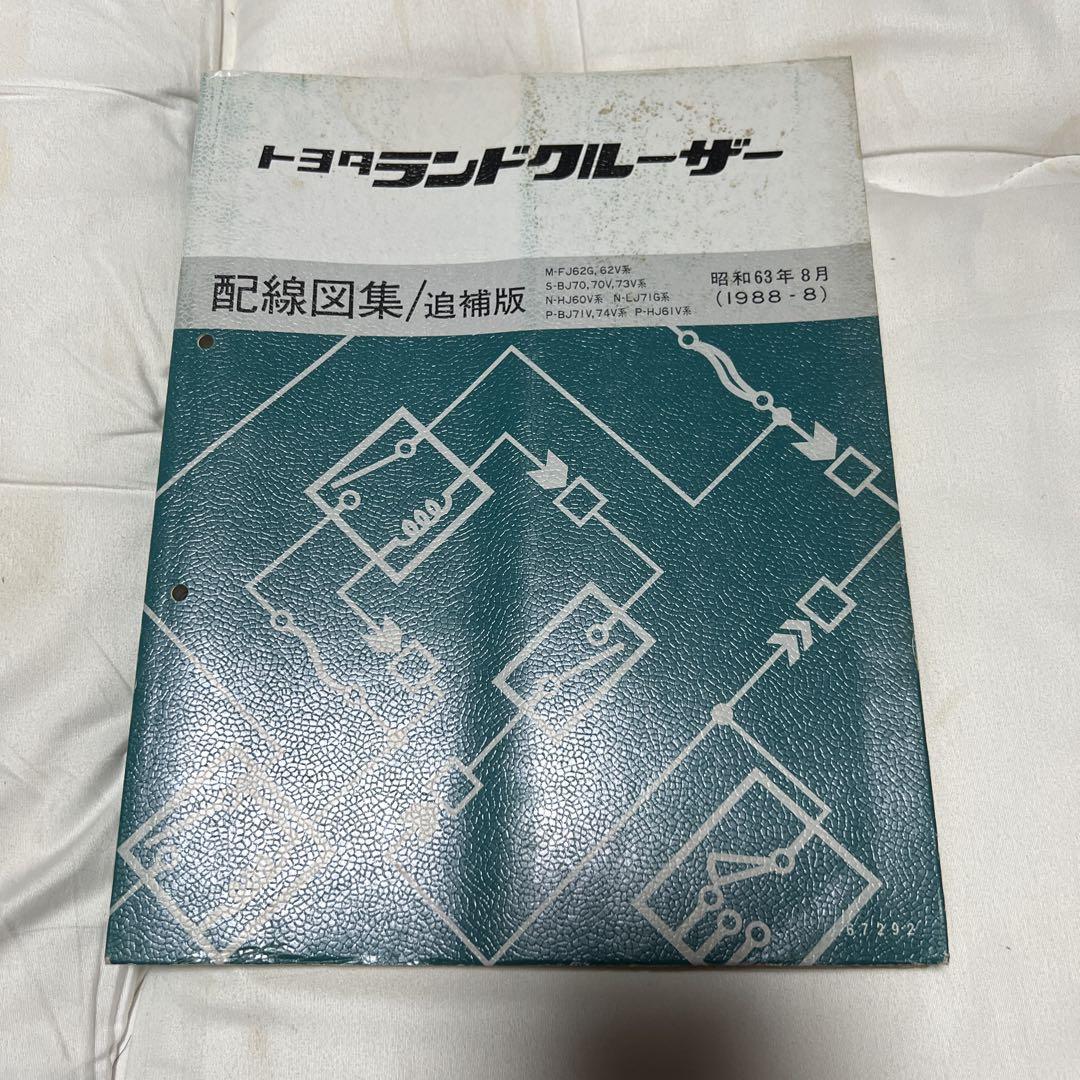 トヨタランドクルーザー
配線図集/追補版
M-FJ62G, 62V系
S-BJ70, 70V, 73V系
N-HJ60V系 N-LJ71G系
P-BJ71V, 74V系 P-HJ61V系
昭和63年8月
(1988-8)
67292